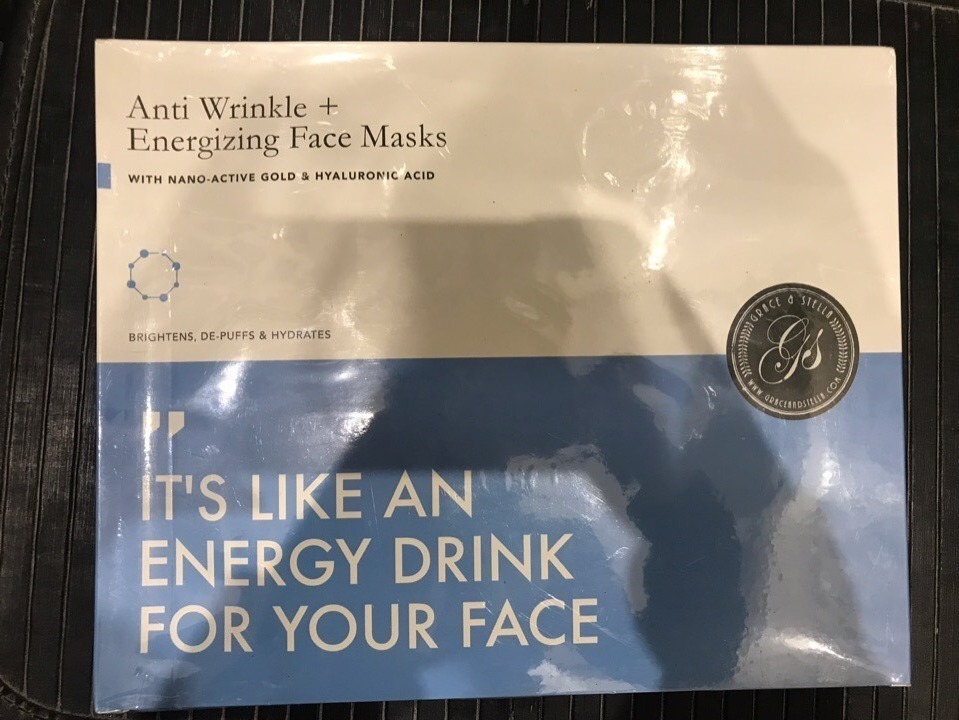 Anti Wrinkle +
Energizing Face Masks
WITH NANO-ACTIVE GOLD & HYALURONIC ACID
BRIGHTENS, DE-PUFFS & HYDRATES
GRACE & STELLA
GS
WWW.GRACEANDSTELLA.COM
"
IT'S LIKE AN
ENERGY DRINK
FOR YOUR FACE